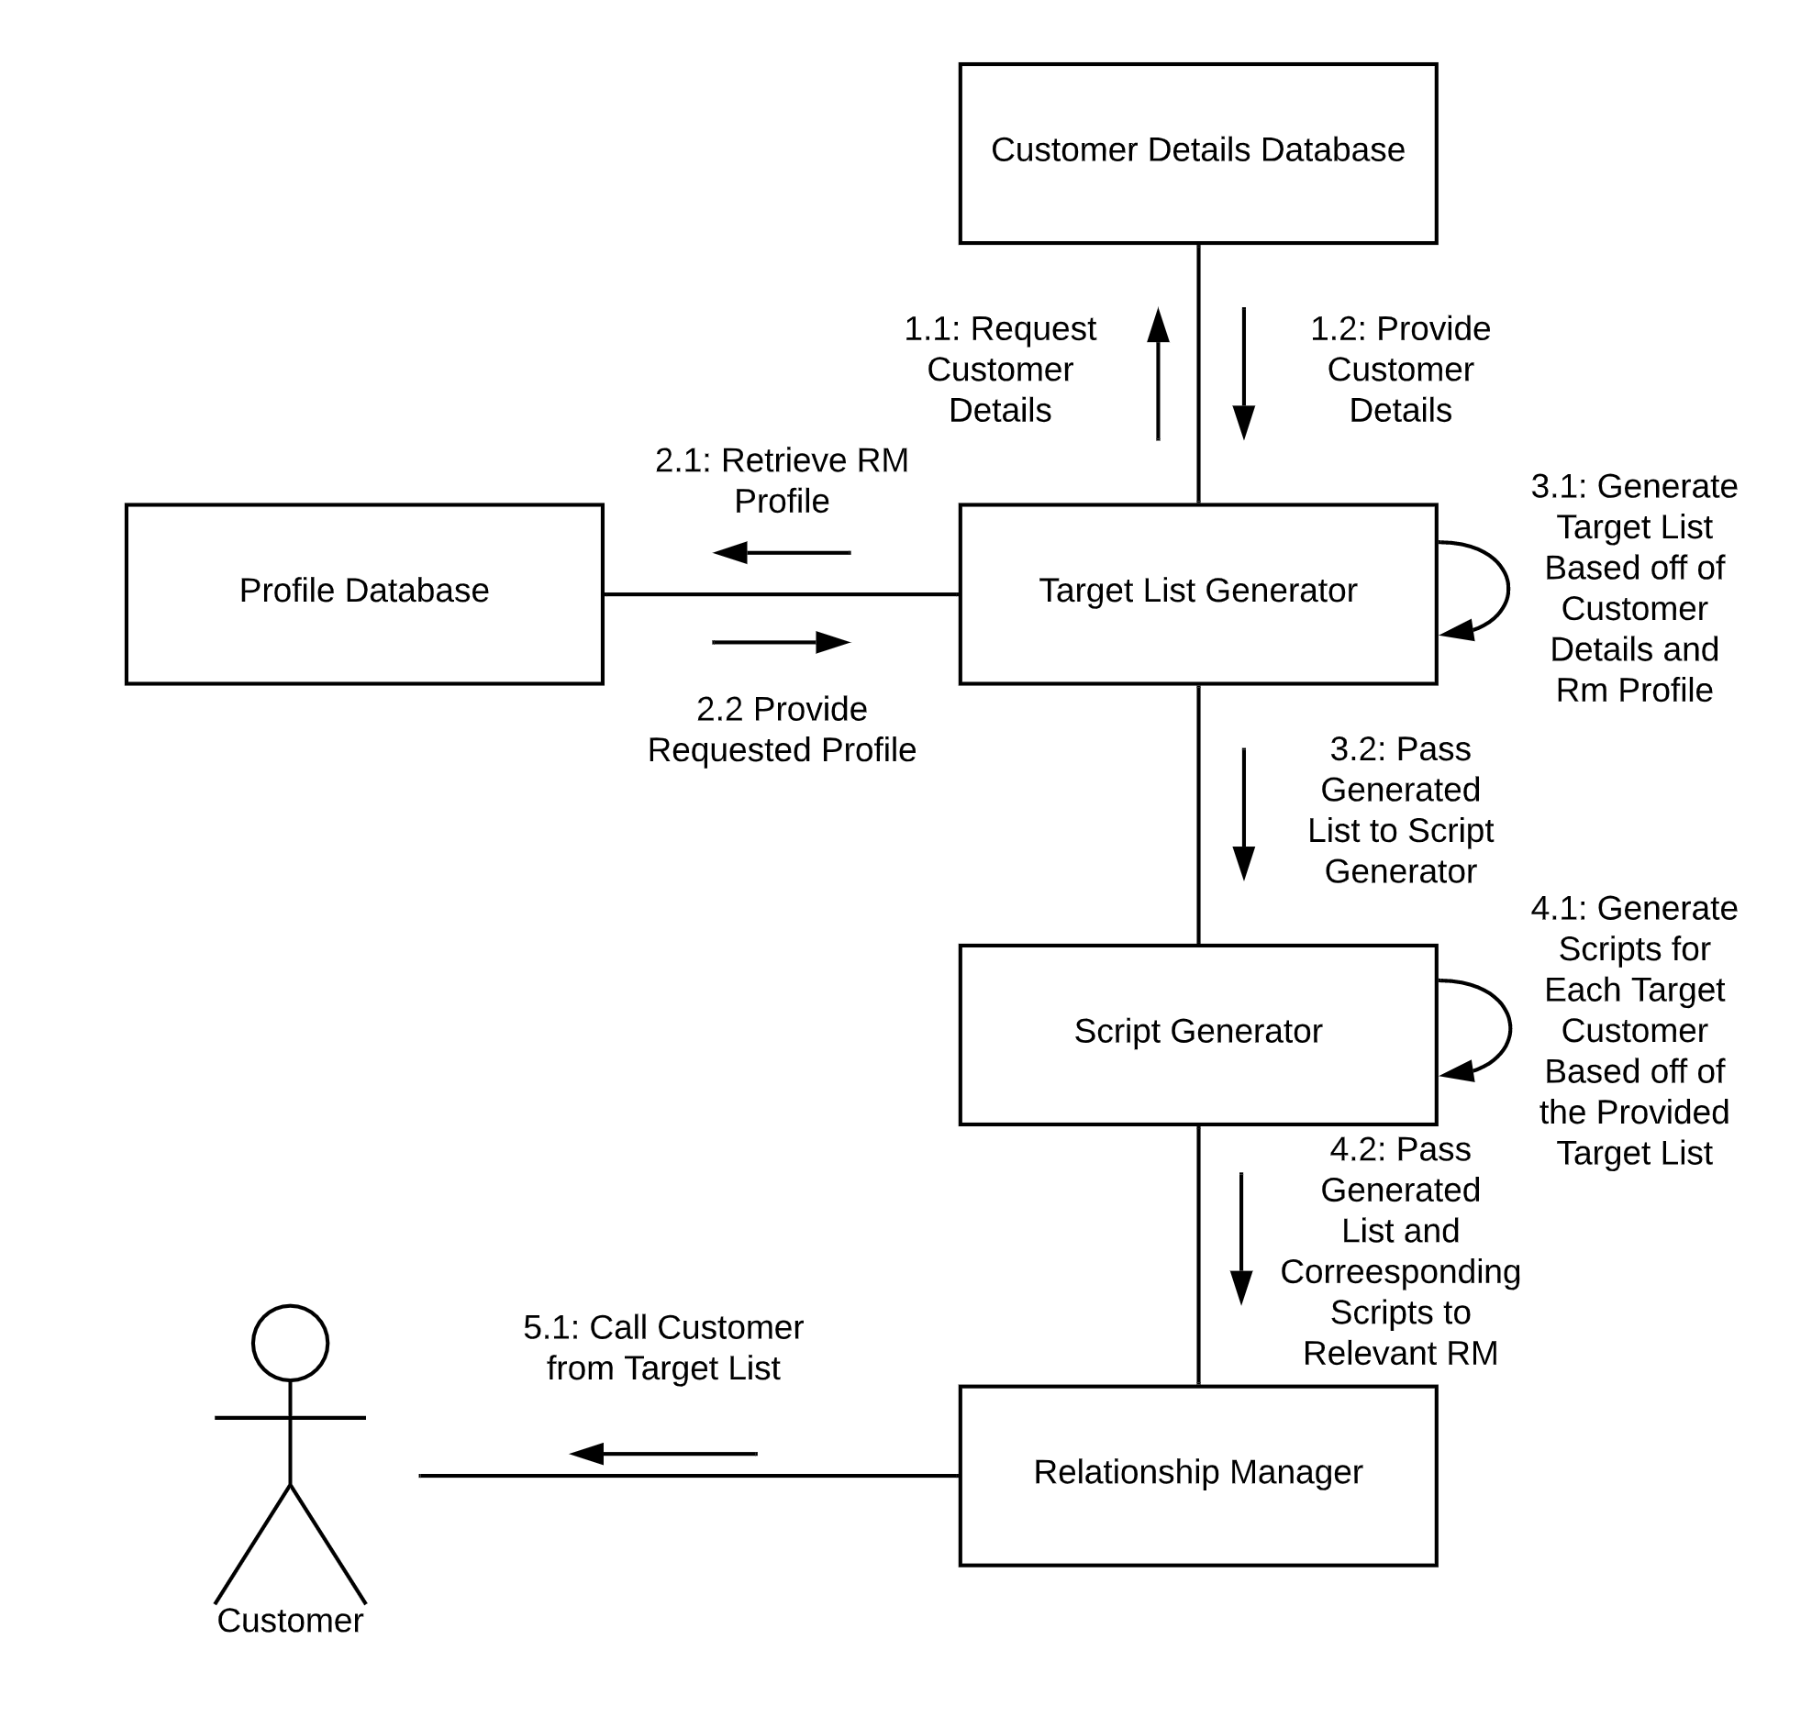 Customer Details Database
1.1: Request
Customer
Details
1.2: Provide
Customer
Details
2.1: Retrieve RM
Profile
Profile Database
Target List Generator
3.1: Generate
Target List
Based off of
Customer
Details and
Rm Profile
2.2 Provide
Requested Profile
3.2: Pass
Generated
List to Script
Generator
Script Generator
4.1: Generate
Scripts for
Each Target
Customer
Based off of
the Provided
Target List
4.2: Pass
Generated
List and
Correesponding
Scripts to
Relevant RM
5.1: Call Customer
from Target List
Relationship Manager
Customer